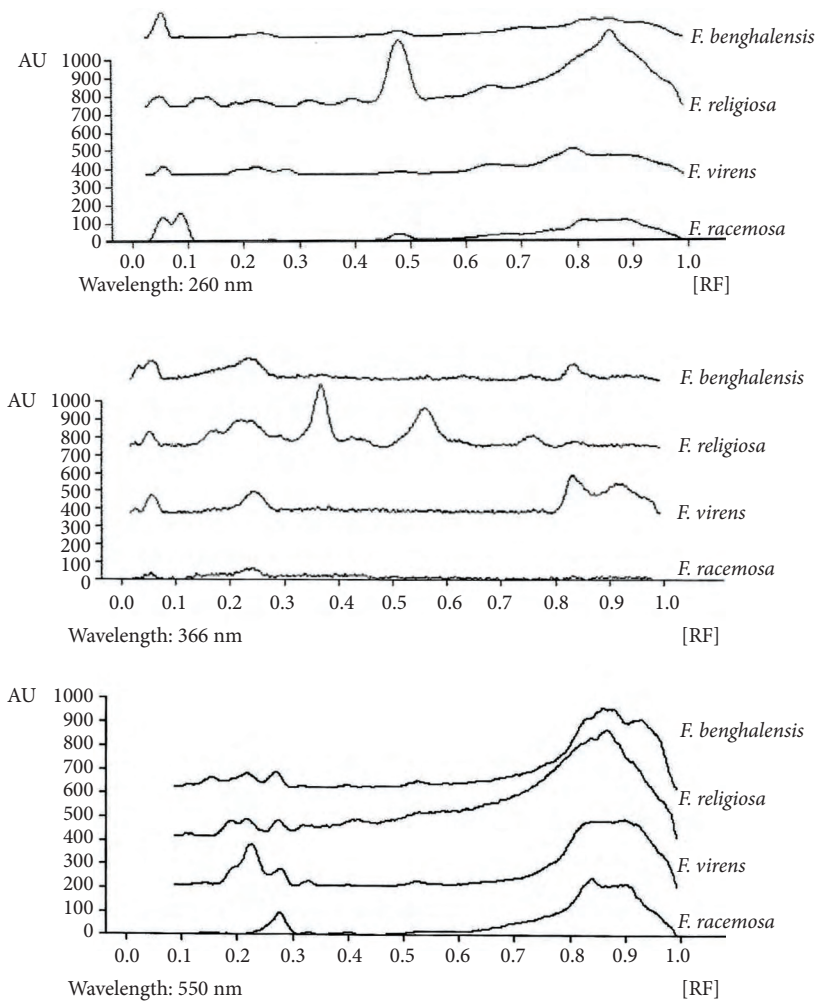 F. benghalensis
AU 1000
900
800
700
600
500
400
300
200
100
0
F. religiosa
F. virens
F. racemosa
0.0 0.1 0.2 0.3 0.4 0.5 0.6 0.7 0.8 0.9 1.0
Wavelength: 260 nm [RF]
F. benghalensis
AU 1000
900
800
700
600
500
400
300
200
100
0
F. religiosa
F. virens
F. racemosa
0.0 0.1 0.2 0.3 0.4 0.5 0.6 0.7 0.8 0.9 1.0
Wavelength: 366 nm [RF]
AU 1000
900
800
700
600
500
400
300
200
100
0
F. benghalensis
F. religiosa
F. virens
F. racemosa
0.0 0.1 0.2 0.3 0.4 0.5 0.6 0.7 0.8 0.9 1.0
Wavelength: 550 nm [RF]